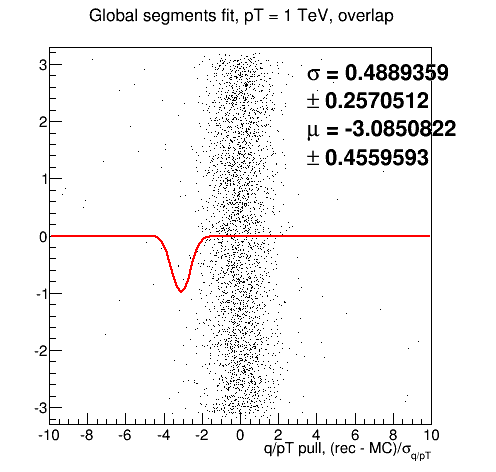 Global segments fit, pT = 1 TeV, overlap
σ = 0.4889359
± 0.2570512
μ = -3.0850822
± 0.4559593
3
2
1
0
-1
-2
-3
-10 -8 -6 -4 -2 0 2 4 6 8 10
q/pT pull, (rec - MC)/σq/pT